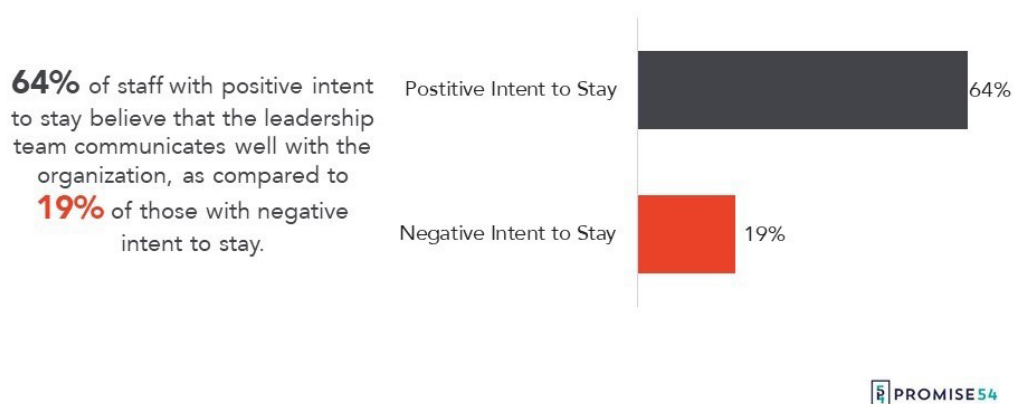 64% of staff with positive intent
to stay believe that the leadership
team communicates well with the
organization, as compared to
19% of those with negative
intent to stay.
Postitive Intent to Stay
64%
Negative Intent to Stay
19%
PROMISE54